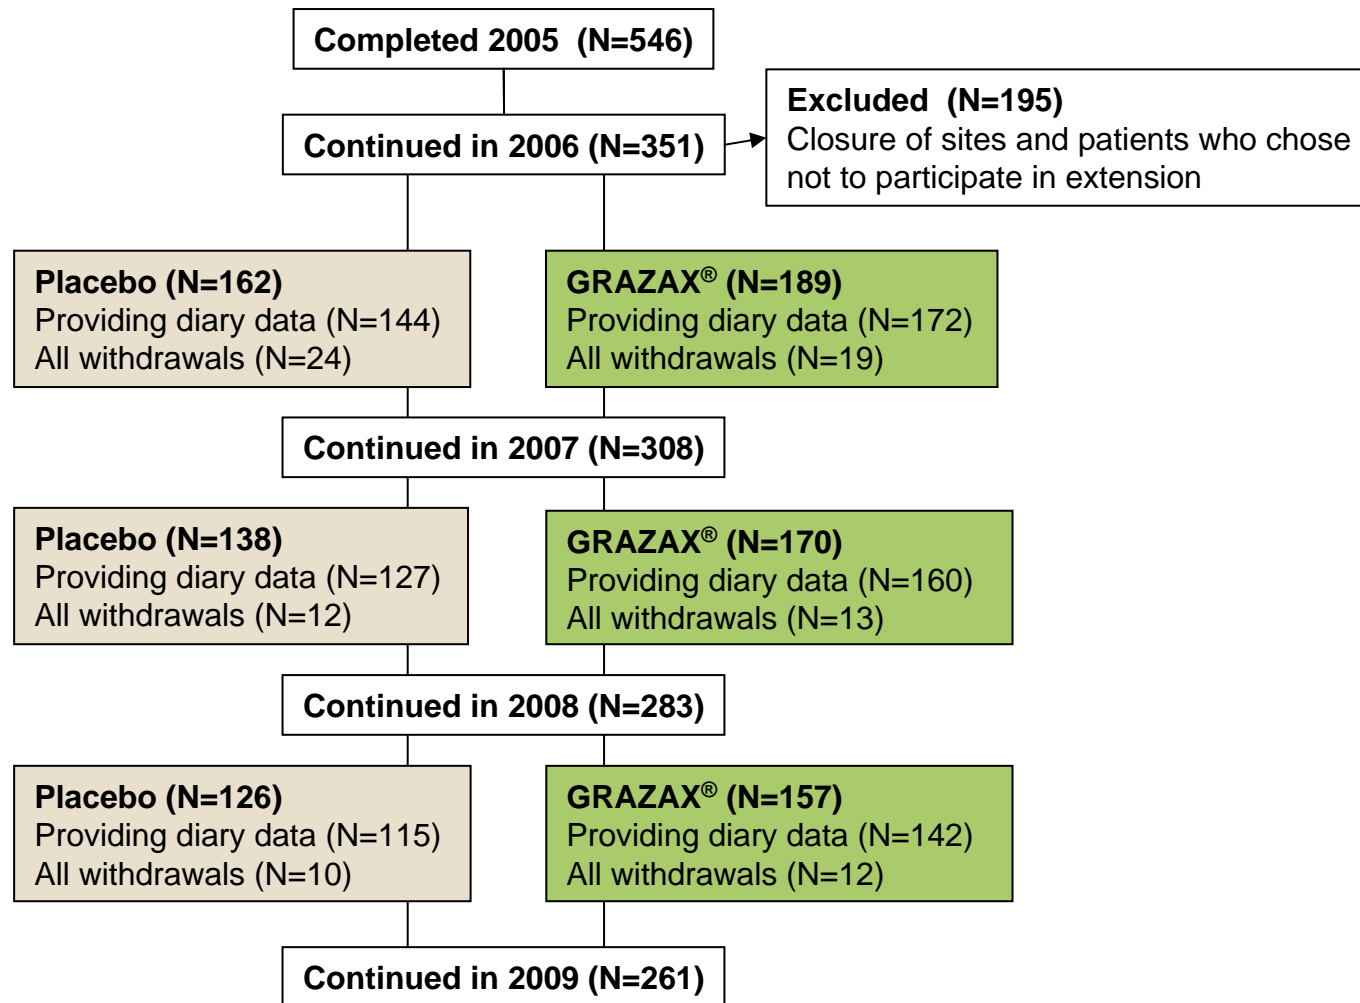 Completed 2005 (N=546)
Excluded (N=195)
Closure of sites and patients who chose
not to participate in extension
Continued in 2006 (N=351)
Placebo (N=162)
Providing diary data (N=144)
All withdrawals (N=24)
GRAZAX® (N=189)
Providing diary data (N=172)
All withdrawals (N=19)
Continued in 2007 (N=308)
Placebo (N=138)
Providing diary data (N=127)
All withdrawals (N=12)
GRAZAX® (N=170)
Providing diary data (N=160)
All withdrawals (N=13)
Continued in 2008 (N=283)
Placebo (N=126)
Providing diary data (N=115)
All withdrawals (N=10)
GRAZAX® (N=157)
Providing diary data (N=142)
All withdrawals (N=12)
Continued in 2009 (N=261)